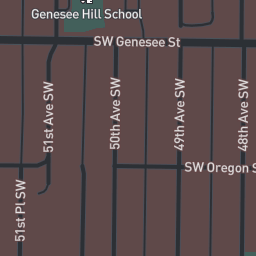 Genesee Hill School
SW Genesee St
51st Ave SW
50th Ave SW
49th Ave SW
48th Ave SW
SW Oregon S
51st Pl SW